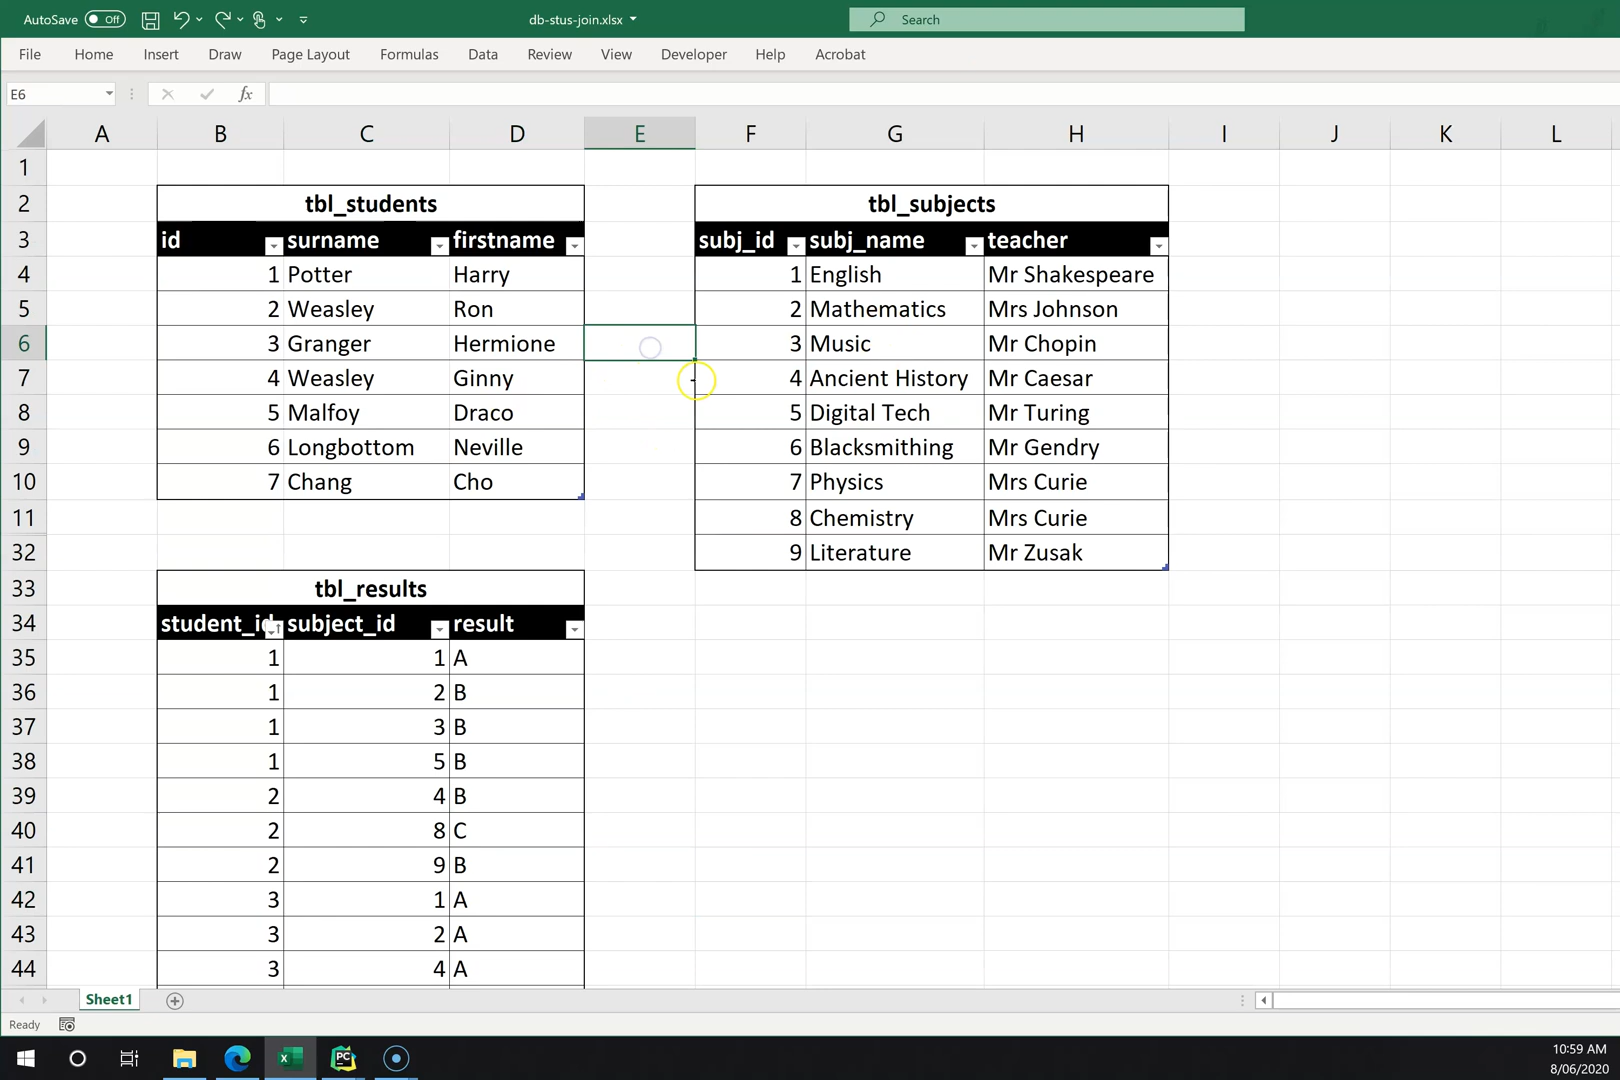 AutoSave Off db-stus-join.xlsx Search
File Home Insert Draw Page Layout Formulas Data Review View Developer Help Acrobat
E6 fx
A B C D E F G H I J K L
1
2 tbl_students tbl_subjects
3 id surname firstname subj_id subj_name teacher
4 1 Potter Harry 1 English Mr Shakespeare
5 2 Weasley Ron 2 Mathematics Mrs Johnson
6 3 Granger Hermione 3 Music Mr Chopin
7 4 Weasley Ginny 4 Ancient History Mr Caesar
8 5 Malfoy Draco 5 Digital Tech Mr Turing
9 6 Longbottom Neville 6 Blacksmithing Mr Gendry
10 7 Chang Cho 7 Physics Mrs Curie
11 8 Chemistry Mrs Curie
32 9 Literature Mr Zusak
33 tbl_results
34 student_id subject_id result
35 1 1 A
36 1 2 B
37 1 3 B
38 1 5 B
39 2 4 B
40 2 8 C
41 2 9 B
42 3 1 A
43 3 2 A
44 3 4 A
Sheet1
Ready
PC 10:59 AM
8/06/2020